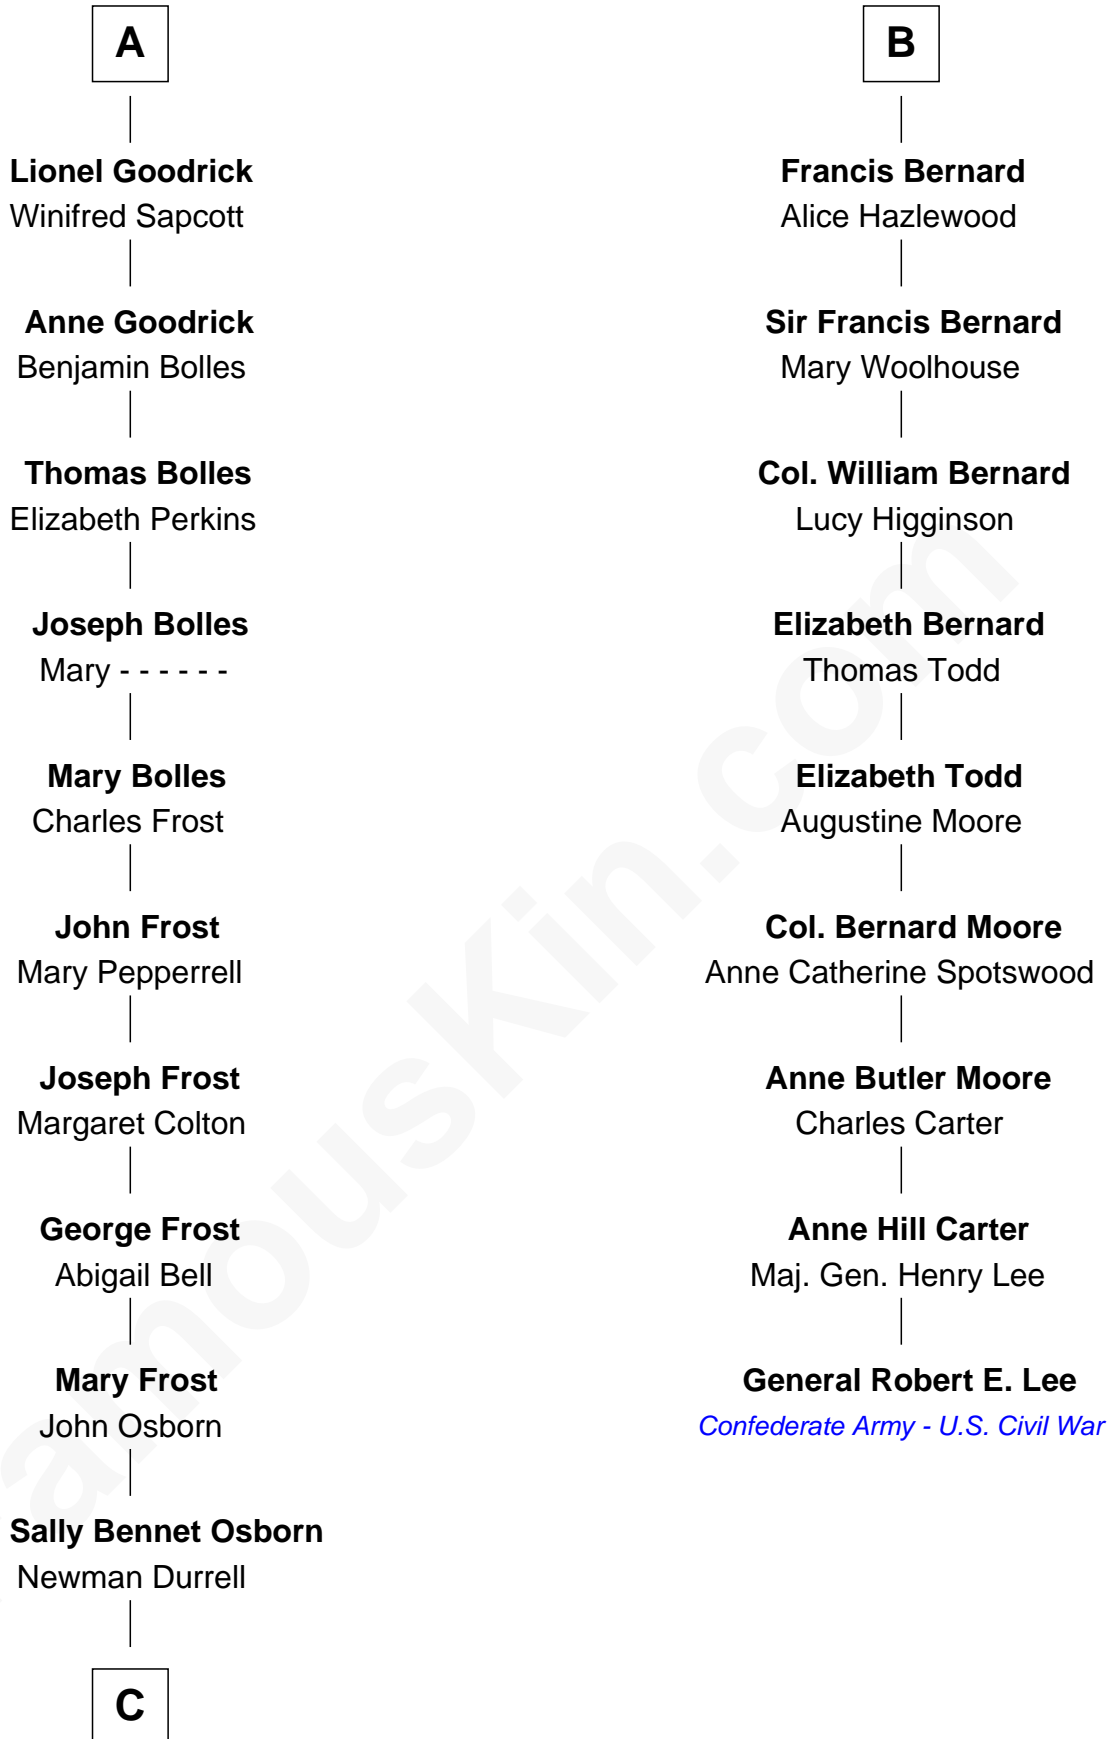 A
Lionel Goodrick
Winifred Sapcott
Anne Goodrick
Benjamin Bolles
Thomas Bolles
Elizabeth Perkins
Joseph Bolles
Mary - - - - - -
Mary Bolles
Charles Frost
John Frost
Mary Pepperrell
Joseph Frost
Margaret Colton
George Frost
Abigail Bell
Mary Frost
John Osborn
Sally Bennet Osborn
Newman Durrell
C
B
Francis Bernard
Alice Hazlewood
Sir Francis Bernard
Mary Woolhouse
Col. William Bernard
Lucy Higginson
Elizabeth Bernard
Thomas Todd
Elizabeth Todd
Augustine Moore
Col. Bernard Moore
Anne Catherine Spotswood
Anne Butler Moore
Charles Carter
Anne Hill Carter
Maj. Gen. Henry Lee
General Robert E. Lee
Confederate Army - U.S. Civil War
amouskin.com